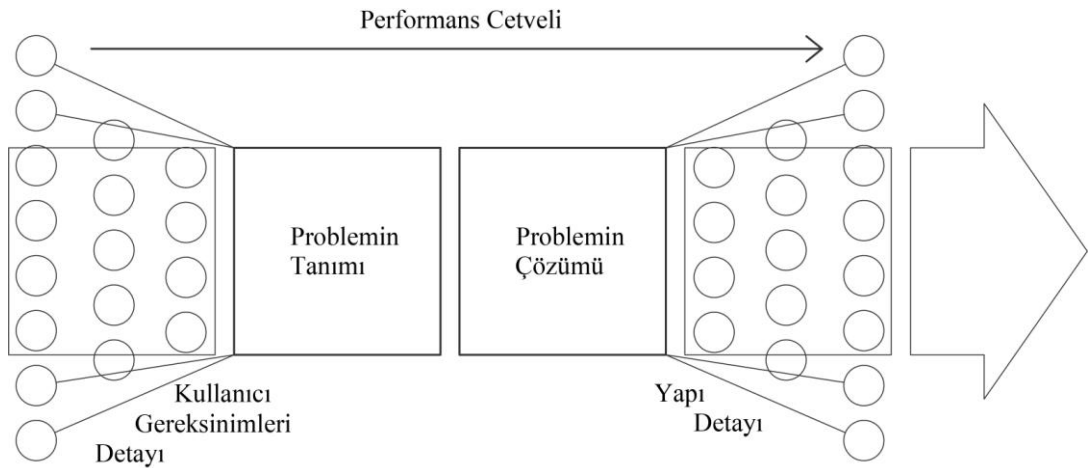 Performans Cetveli
Problemin
Tanımı
Problemin
Çözümü
Kullanıcı
Gereksinimleri
Detayı
Yapı
Detayı